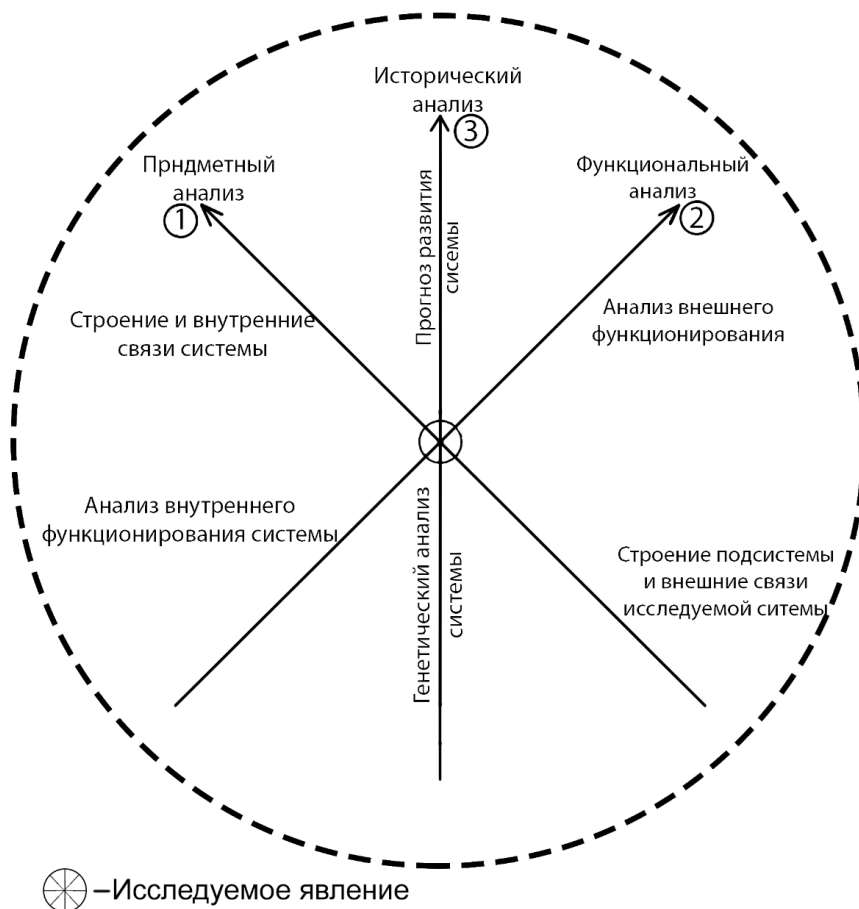 Исторический
анализ
3
Прндметный
анализ
1
Функциональный
анализ
2
Прогноз развития
сисемы
Строение и внутренние
связи системы
Анализ внешнего
функционирования
Анализ внутреннего
функционирования системы
Генетический анализ
системы
Строение подсистемы
и внешние связи
исследуемой ситемы
–Исследуемое явление